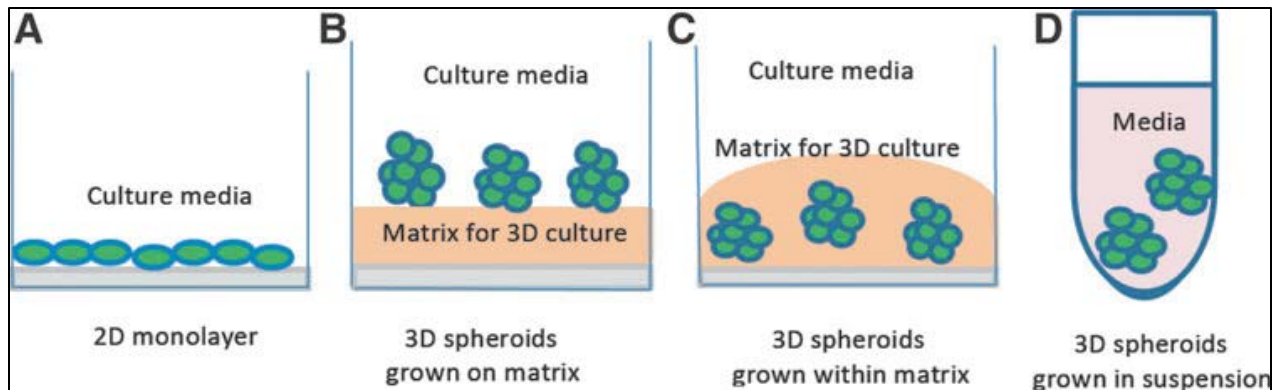 A
Culture media
2D monolayer
B
Culture media
Matrix for 3D culture
3D spheroids
grown on matrix
C
Culture media
Matrix for 3D culture
3D spheroids
grown within matrix
D
Media
3D spheroids
grown in suspension